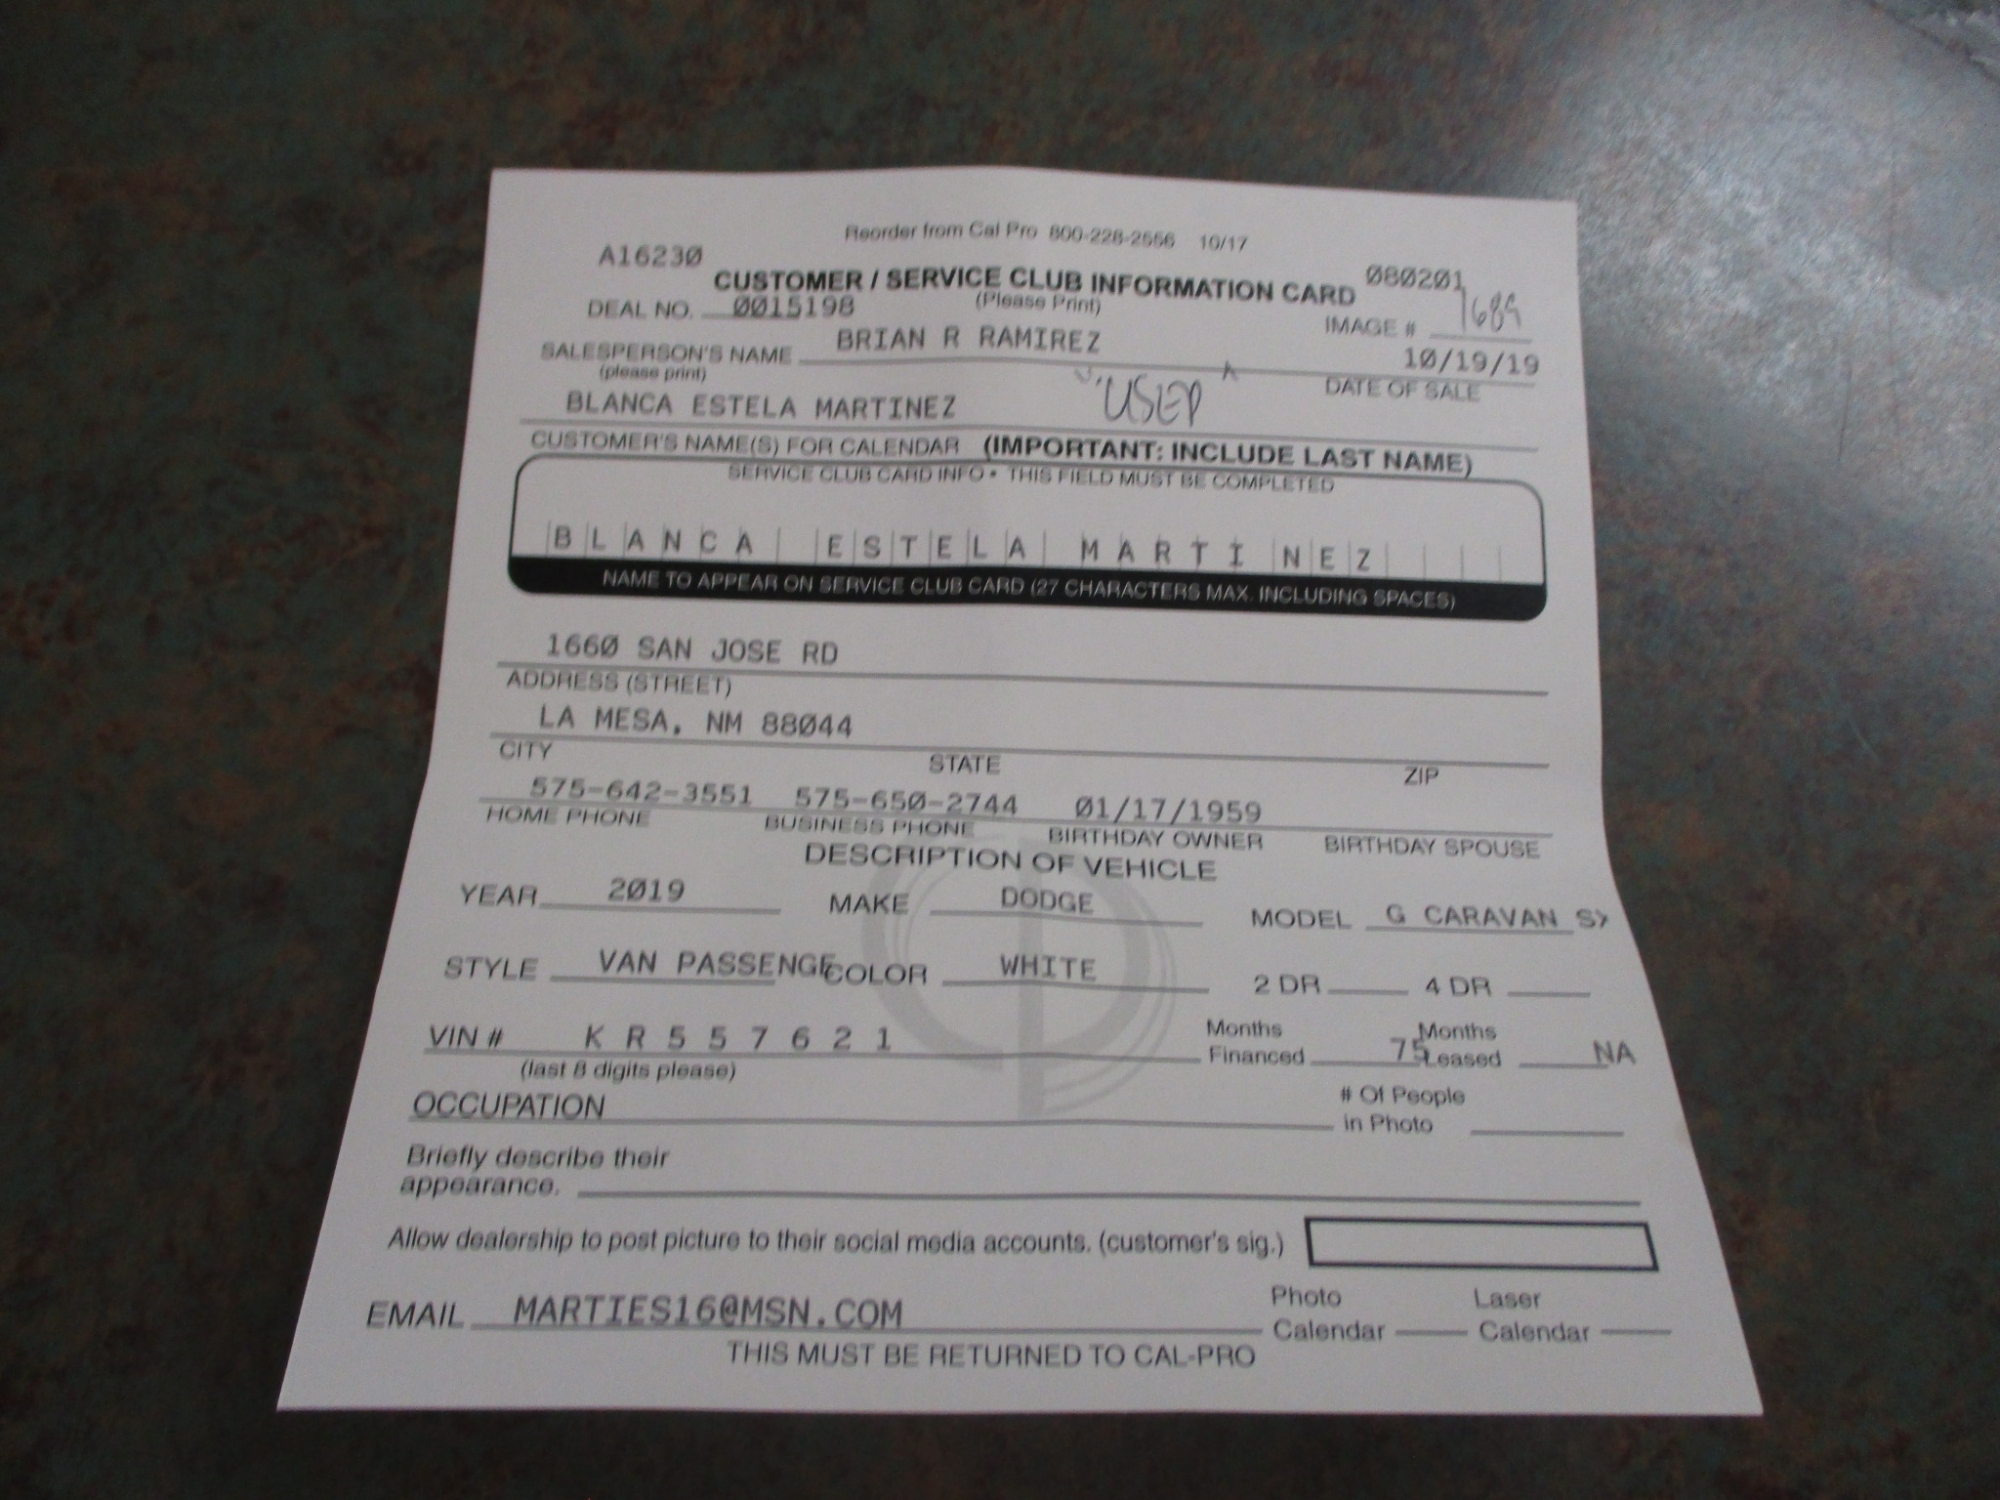 Reorder from Cal Pro 800-228-2556 10/17
A16230
CUSTOMER / SERVICE CLUB INFORMATION CARD 080201
DEAL NO. 0015198 (Please Print)
IMAGE # 1689
SALESPERSON'S NAME BRIAN R RAMIREZ 10/19/19
(please print) DATE OF SALE
BLANCA ESTELA MARTINEZ "USED"
CUSTOMER'S NAME(S) FOR CALENDAR (IMPORTANT: INCLUDE LAST NAME)
SERVICE CLUB CARD INFO • THIS FIELD MUST BE COMPLETED
BLANCA ESTELA MARTINEZ
NAME TO APPEAR ON SERVICE CLUB CARD (27 CHARACTERS MAX. INCLUDING SPACES)
1660 SAN JOSE RD
ADDRESS (STREET)
LA MESA, NM 88044
CITY STATE ZIP
575-642-3551 575-650-2744 01/17/1959
HOME PHONE BUSINESS PHONE BIRTHDAY OWNER BIRTHDAY SPOUSE
DESCRIPTION OF VEHICLE
YEAR 2019 MAKE DODGE MODEL G CARAVAN SX
STYLE VAN PASSENGE COLOR WHITE 2 DR 4 DR
VIN # K R 5 5 7 6 2 1 Months Financed 75 Months Leased NA
(last 8 digits please)
OCCUPATION # Of People in Photo
Briefly describe their
appearance.
Allow dealership to post picture to their social media accounts. (customer's sig.)
EMAIL MARTIES16@MSN.COM Photo Calendar Laser Calendar
THIS MUST BE RETURNED TO CAL-PRO